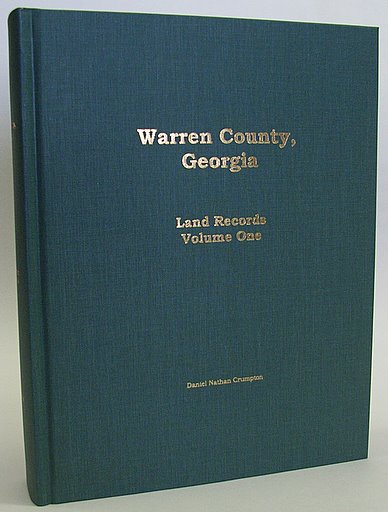 Warren County,
Georgia
Land Records
Volume One
Daniel Nathan Crumpton